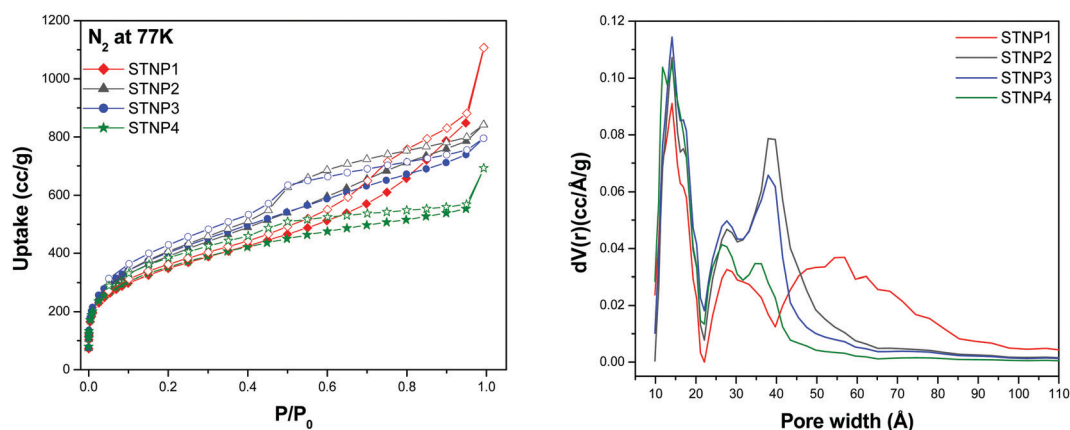 N2 at 77K
STNP1
STNP2
STNP3
STNP4
Uptake (cc/g)
1200
1000
800
600
400
200
0
0.0 0.2 0.4 0.6 0.8 1.0
P/P0
STNP1
STNP2
STNP3
STNP4
dV(r)(cc/Å/g)
0.12
0.10
0.08
0.06
0.04
0.02
0.00
10 20 30 40 50 60 70 80 90 100 110
Pore width (Å)